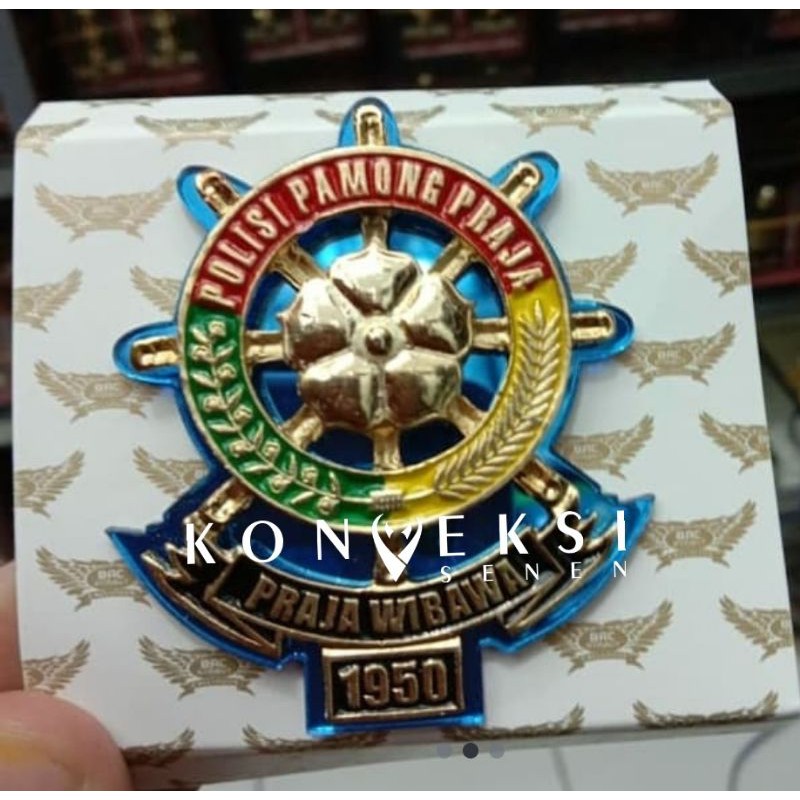 POLISI PAMONG PRAJA
KONVEKSI
SENEN
PRAJA WIBAWA
1950